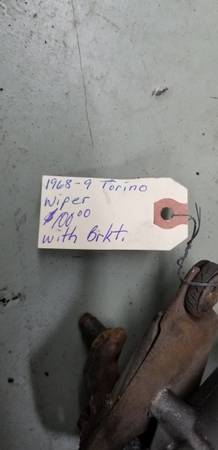 1968-9 Torino
Wiper
$100.00
with Brkt.